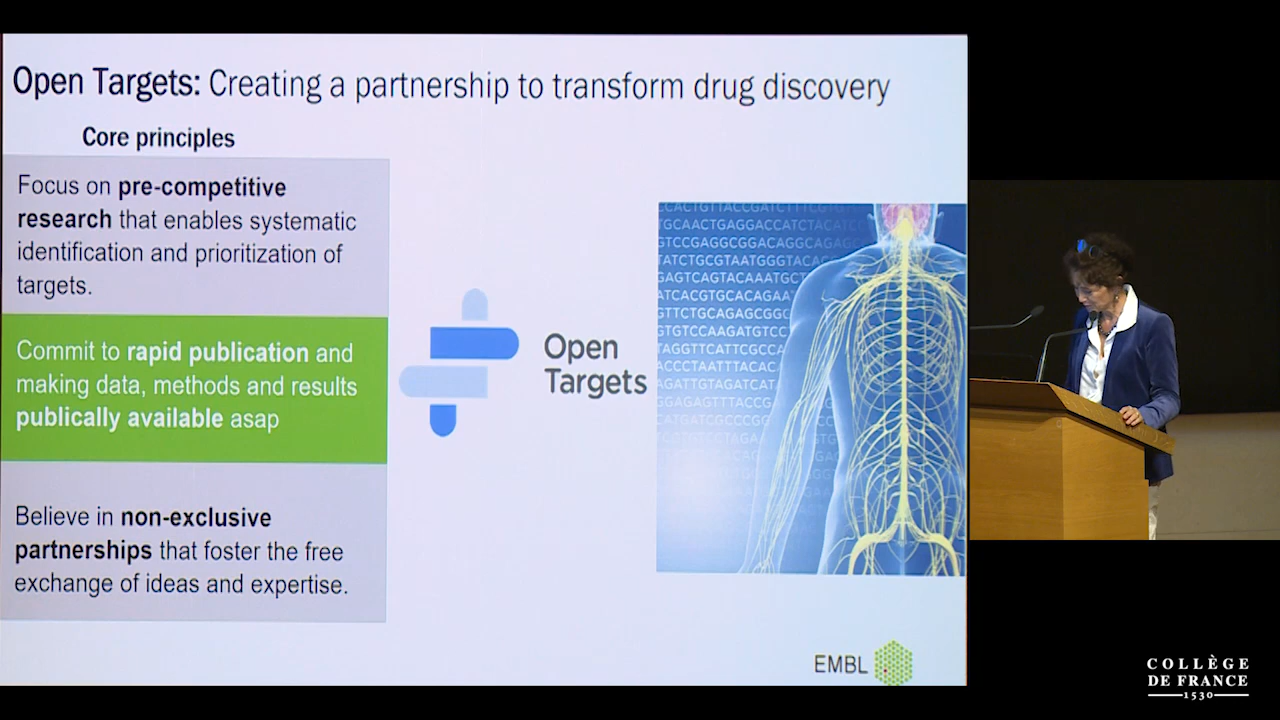 Open Targets: Creating a partnership to transform drug discovery
Core principles
Focus on pre-competitive
research that enables systematic
identification and prioritization of
targets.
Commit to rapid publication and
making data, methods and results
publically available asap
Believe in non-exclusive
partnerships that foster the free
exchange of ideas and expertise.
Open
Targets
TGCAACTGAGGACCATCTACATC
EMBL
COLLÈGE
DE FRANCE
1530